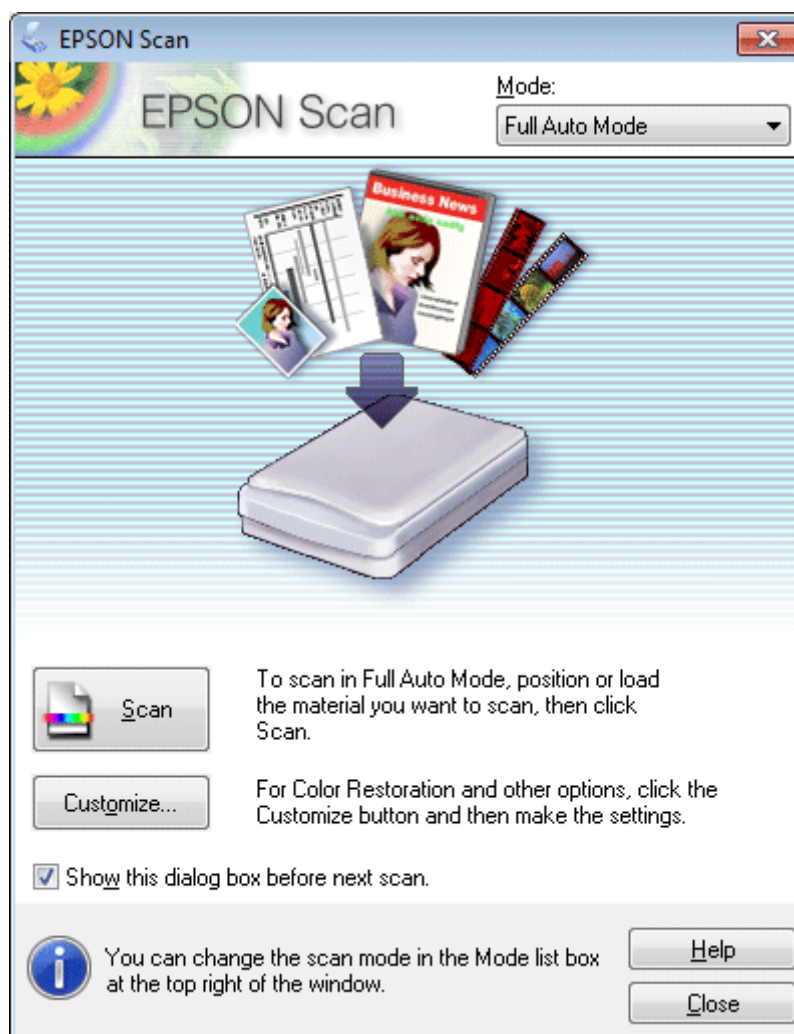 EPSON Scan
EPSON Scan
Mode:
Full Auto Mode
Business News
Scan
To scan in Full Auto Mode, position or load
the material you want to scan, then click
Scan.
Customize...
For Color Restoration and other options, click the
Customize button and then make the settings.
Show this dialog box before next scan.
You can change the scan mode in the Mode list box
at the top right of the window.
Help
Close